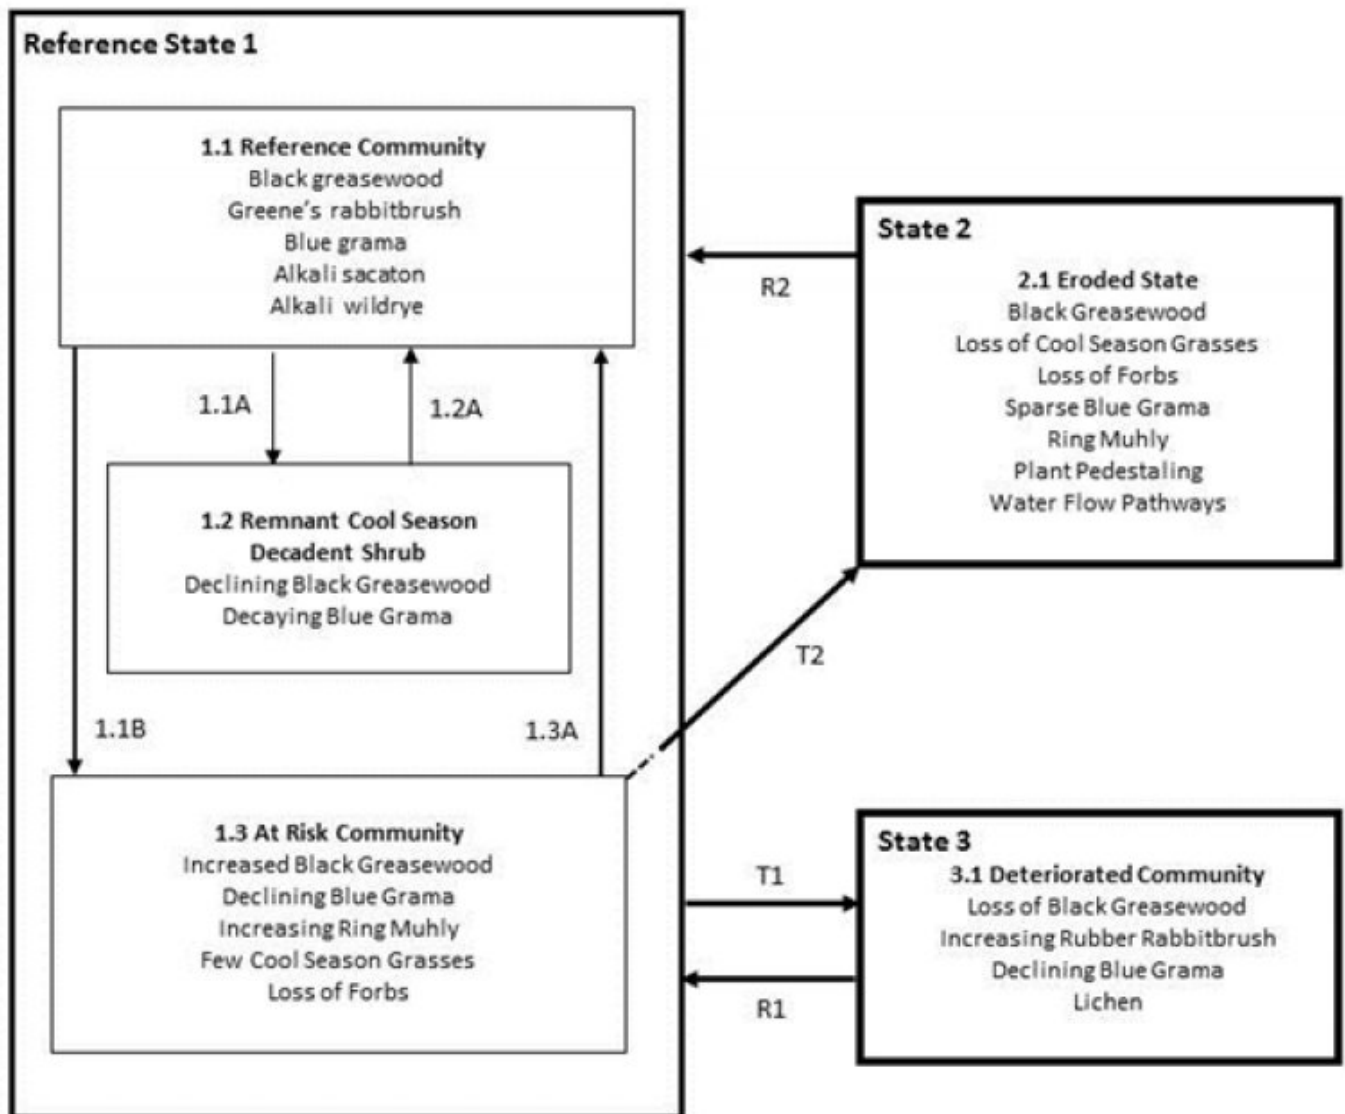 Reference State 1
1.1 Reference Community
Black greasewood
Greene's rabbitbrush
Blue grama
Alkali sacaton
Alkali wildrye
1.1A
1.2A
1.2 Remnant Cool Season
Decadent Shrub
Declining Black Greasewood
Decaying Blue Grama
1.1B
1.3A
1.3 At Risk Community
Increased Black Greasewood
Declining Blue Grama
Increasing Ring Muhly
Few Cool Season Grasses
Loss of Forbs
R2
State 2
2.1 Eroded State
Black Greasewood
Loss of Cool Season Grasses
Loss of Forbs
Sparse Blue Grama
Ring Muhly
Plant Pedestaling
Water Flow Pathways
T2
T1
R1
State 3
3.1 Deteriorated Community
Loss of Black Greasewood
Increasing Rubber Rabbitbrush
Declining Blue Grama
Lichen